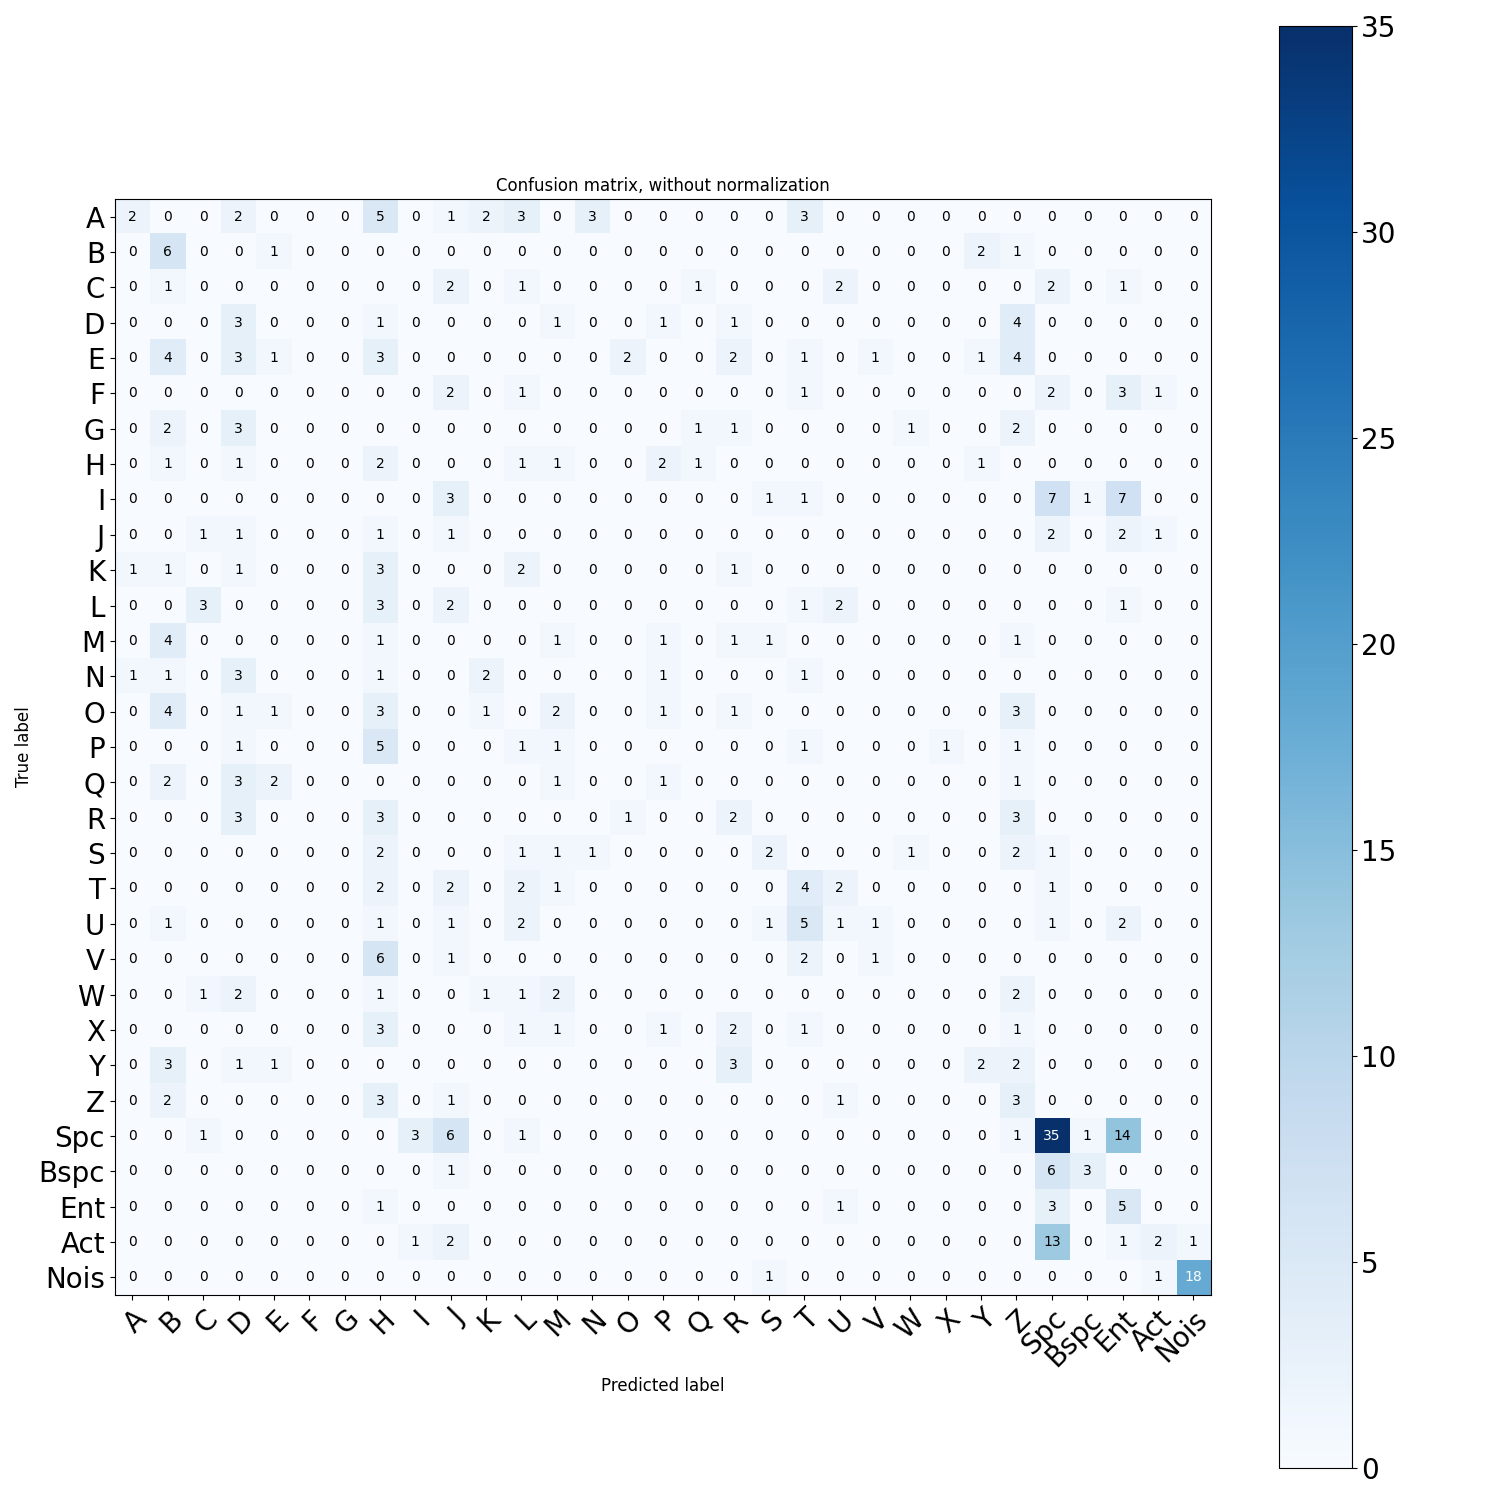 Confusion matrix, without normalization
A 2 0 0 2 0 0 0 5 0 1 2 3 0 3 0 0 0 0 0 3 0 0 0 0 0 0 0 0 0 0 0
B 0 6 0 0 1 0 0 0 0 0 0 0 0 0 0 0 0 0 0 0 0 0 0 0 2 1 0 0 0 0 0
C 0 1 0 0 0 0 0 0 0 2 0 1 0 0 0 0 1 0 0 0 2 0 0 0 0 0 2 0 1 0 0
D 0 0 0 3 0 0 0 1 0 0 0 0 1 0 0 1 0 1 0 0 0 0 0 0 0 4 0 0 0 0 0
E 0 4 0 3 1 0 0 3 0 0 0 0 0 0 2 0 0 2 0 1 0 1 0 0 1 4 0 0 0 0 0
F 0 0 0 0 0 0 0 0 0 2 0 1 0 0 0 0 0 0 0 1 0 0 0 0 0 0 2 0 3 1 0
G 0 2 0 3 0 0 0 0 0 0 0 0 0 0 0 0 1 1 0 0 0 0 1 0 0 2 0 0 0 0 0
H 0 1 0 1 0 0 0 2 0 0 0 1 1 0 0 2 1 0 0 0 0 0 0 0 1 0 0 0 0 0 0
I 0 0 0 0 0 0 0 0 0 3 0 0 0 0 0 0 0 0 1 1 0 0 0 0 0 0 7 1 7 0 0
J 0 0 1 1 0 0 0 1 0 1 0 0 0 0 0 0 0 0 0 0 0 0 0 0 0 0 2 0 2 1 0
K 1 1 0 1 0 0 0 3 0 0 0 2 0 0 0 0 0 1 0 0 0 0 0 0 0 0 0 0 0 0 0
L 0 0 3 0 0 0 0 3 0 2 0 0 0 0 0 0 0 0 0 1 2 0 0 0 0 0 0 0 1 0 0
M 0 4 0 0 0 0 0 1 0 0 0 0 1 0 0 1 0 1 1 0 0 0 0 0 0 1 0 0 0 0 0
N 1 1 0 3 0 0 0 1 0 0 2 0 0 0 0 1 0 0 0 1 0 0 0 0 0 0 0 0 0 0 0
O 0 4 0 1 1 0 0 3 0 0 1 0 2 0 0 1 0 1 0 0 0 0 0 0 0 3 0 0 0 0 0
P 0 0 0 1 0 0 0 5 0 0 0 1 1 0 0 0 0 0 0 1 0 0 0 1 0 1 0 0 0 0 0
Q 0 2 0 3 2 0 0 0 0 0 0 0 1 0 0 1 0 0 0 0 0 0 0 0 0 1 0 0 0 0 0
R 0 0 0 3 0 0 0 3 0 0 0 0 0 0 1 0 0 2 0 0 0 0 0 0 0 3 0 0 0 0 0
S 0 0 0 0 0 0 0 2 0 0 0 1 1 1 0 0 0 0 2 0 0 0 1 0 0 2 1 0 0 0 0
T 0 0 0 0 0 0 0 2 0 2 0 2 1 0 0 0 0 0 0 4 2 0 0 0 0 0 1 0 0 0 0
U 0 1 0 0 0 0 0 1 0 1 0 2 0 0 0 0 0 0 1 5 1 1 0 0 0 0 1 0 2 0 0
V 0 0 0 0 0 0 0 6 0 1 0 0 0 0 0 0 0 0 0 2 0 1 0 0 0 0 0 0 0 0 0
W 0 0 1 2 0 0 0 1 0 0 1 1 2 0 0 0 0 0 0 0 0 0 0 0 0 2 0 0 0 0 0
X 0 0 0 0 0 0 0 3 0 0 0 1 1 0 0 1 0 2 0 1 0 0 0 0 0 1 0 0 0 0 0
Y 0 3 0 1 1 0 0 0 0 0 0 0 0 0 0 0 0 3 0 0 0 0 0 0 2 2 0 0 0 0 0
Z 0 2 0 0 0 0 0 3 0 1 0 0 0 0 0 0 0 0 0 0 1 0 0 0 0 3 0 0 0 0 0
Spc 0 0 1 0 0 0 0 0 3 6 0 1 0 0 0 0 0 0 0 0 0 0 0 0 0 1 35 1 14 0 0
Bspc 0 0 0 0 0 0 0 0 0 1 0 0 0 0 0 0 0 0 0 0 0 0 0 0 0 0 6 3 0 0 0
Ent 0 0 0 0 0 0 0 1 0 0 0 0 0 0 0 0 0 0 0 0 1 0 0 0 0 0 3 0 5 0 0
Act 0 0 0 0 0 0 0 0 1 2 0 0 0 0 0 0 0 0 0 0 0 0 0 0 0 0 13 0 1 2 1
Nois 0 0 0 0 0 0 0 0 0 0 0 0 0 0 0 0 0 0 1 0 0 0 0 0 0 0 0 0 0 1 18
A B C D E F G H I J K L M N O P Q R S T U V W X Y Z Spc Bspc Ent Act Nois
Predicted label
True label
35
30
25
20
15
10
5
0